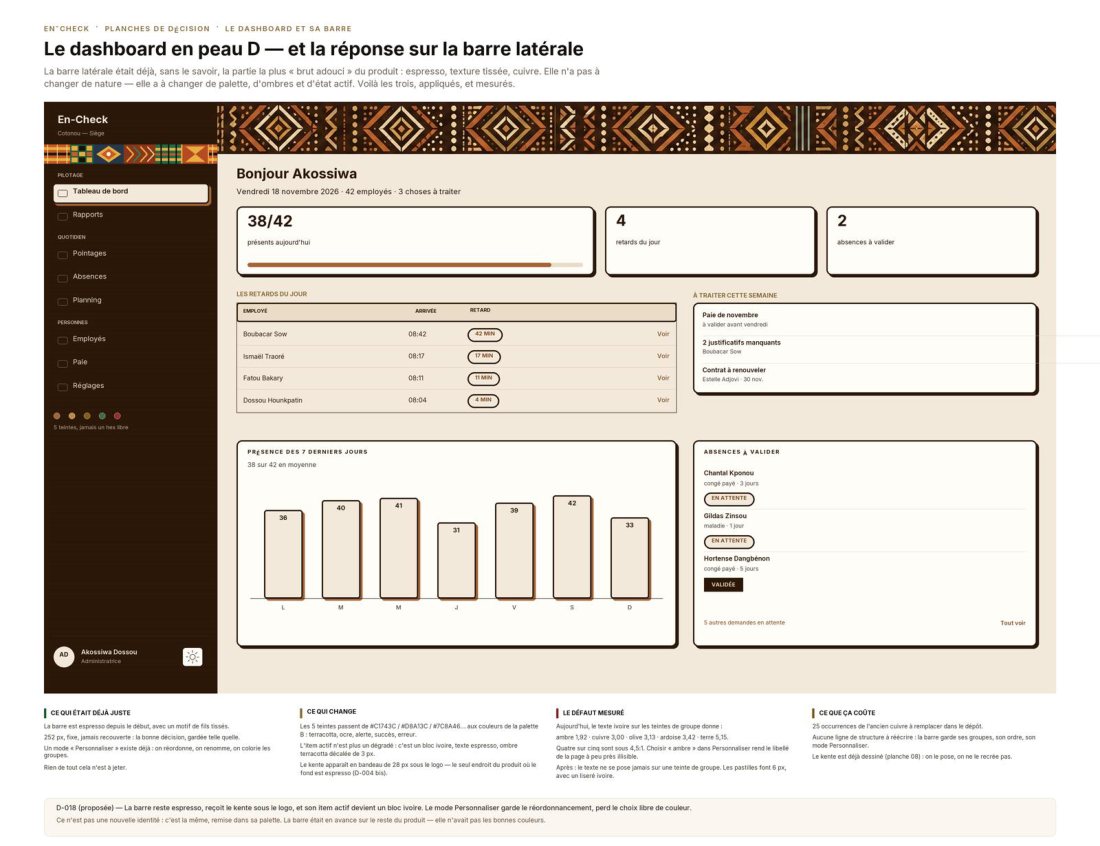 EN-CHECK · PLANCHES DE DÉCISION · LE DASHBOARD ET SA BARRE
Le dashboard en peau D — et la réponse sur la barre latérale
La barre latérale était déjà, sans le savoir, la partie la plus « brut adouci » du produit : espresso, texture tissée, cuivre. Elle n'a pas à
changer de nature — elle a à changer de palette, d'ombres et d'état actif. Voilà les trois, appliqués, et mesurés.
En-Check
Cotonou — Siège
PILOTAGE
Tableau de bord
Rapports
QUOTIDIEN
Pointages
Absences
Planning
PERSONNES
Employés
Paie
Réglages
5 teintes, jamais un hex libre
AD
Akossiwa Dossou
Administratrice
Bonjour Akossiwa
Vendredi 18 novembre 2026 · 42 employés · 3 choses à traiter
38/42
présents aujourd'hui
4
retards du jour
2
absences à valider
LES RETARDS DU JOUR
EMPLOYÉ ARRIVÉE RETARD
Boubacar Sow 08:42 42 MIN Voir
Ismaël Traoré 08:17 17 MIN Voir
Fatou Bakary 08:11 11 MIN Voir
Dossou Hounkpatin 08:04 4 MIN Voir
À TRAITER CETTE SEMAINE
Paie de novembre
à valider avant vendredi
2 justificatifs manquants
Boubacar Sow
Contrat à renouveler
Estelle Adjovi · 30 nov.
PRÉSENCE DES 7 DERNIERS JOURS
38 sur 42 en moyenne
36 40 41 31 39 42 33
L M M J V S D
ABSENCES À VALIDER
Chantal Kponou
congé payé · 3 jours
EN ATTENTE
Gildas Zinsou
maladie · 1 jour
EN ATTENTE
Hortense Dangbénon
congé payé · 5 jours
VALIDÉE
5 autres demandes en attente Tout voir
CE QUI ÉTAIT DÉJÀ JUSTE
La barre est espresso depuis le début, avec un motif de fils tissés.
252 px, fixe, jamais recouverte : la bonne décision, gardée telle quelle.
Un mode « Personnaliser » existe déjà : on réordonne, on renomme, on colorie les
groupes.
Rien de tout cela n'est à jeter.
CE QUI CHANGE
Les 5 teintes passent de #C1743C / #D8A13C / #7C8A46... aux couleurs de la palette
B : terracotta, ocre, alerte, succès, erreur.
L'item actif n'est plus un dégradé : c'est un bloc ivoire, texte espresso, ombre
terracotta décalée de 3 px.
Le kente apparaît en bandeau de 28 px sous le logo — le seul endroit du produit où le
fond est espresso (D-004 bis).
LE DÉFAUT MESURÉ
Aujourd'hui, le texte ivoire sur les teintes de groupe donne :
ambre 1,92 · cuivre 3,00 · olive 3,13 · ardoise 3,42 · terre 5,15.
Quatre sur cinq sont sous 4,5:1. Choisir « ambre » dans Personnaliser rend le libellé
de la page à peu près illisible.
Après : le texte ne se pose jamais sur une teinte de groupe. Les pastilles font 6 px,
avec un liseré ivoire.
CE QUE ÇA COÛTE
25 occurrences de l'ancien cuivre à remplacer dans le dépôt.
Aucune ligne de structure à réécrire : la barre garde ses groupes, son ordre, son
mode Personnaliser.
Le kente est déjà dessiné (planche 08) : on le pose, on ne le recrée pas.
D-018 (proposée) — La barre reste espresso, reçoit le kente sous le logo, et son item actif devient un bloc ivoire. Le mode Personnaliser garde le réordonnancement, perd le choix libre de couleur.
Ce n'est pas une nouvelle identité : c'est la même, remise dans sa palette. La barre était en avance sur le reste du produit — elle n'avait pas les bonnes couleurs.